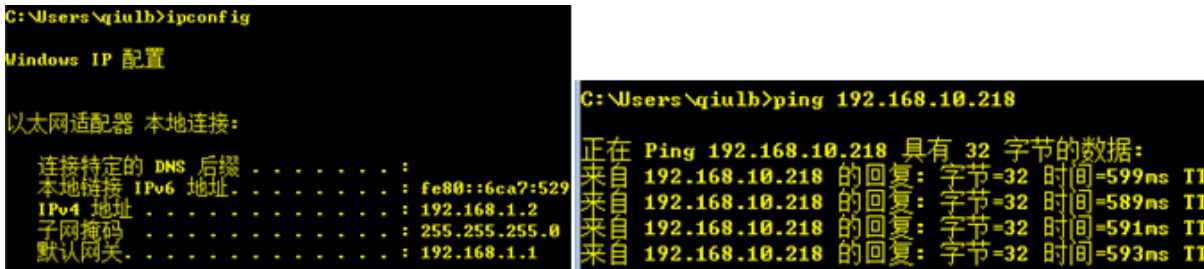 C:\Users\qiulb>ipconfig
Windows IP 配置
以太网适配器 本地连接:
连接特定的 DNS 后缀 . . . . . . . :
本地链接 IPv6 地址. . . . . . . . : fe80::6ca7:529
IPv4 地址 . . . . . . . . . . . . : 192.168.1.2
子网掩码 . . . . . . . . . . . . : 255.255.255.0
默认网关. . . . . . . . . . . . . : 192.168.1.1
C:\Users\qiulb>ping 192.168.10.218
正在 Ping 192.168.10.218 具有 32 字节的数据:
来自 192.168.10.218 的回复: 字节=32 时间=599ms TT
来自 192.168.10.218 的回复: 字节=32 时间=589ms TT
来自 192.168.10.218 的回复: 字节=32 时间=591ms TT
来自 192.168.10.218 的回复: 字节=32 时间=593ms TT